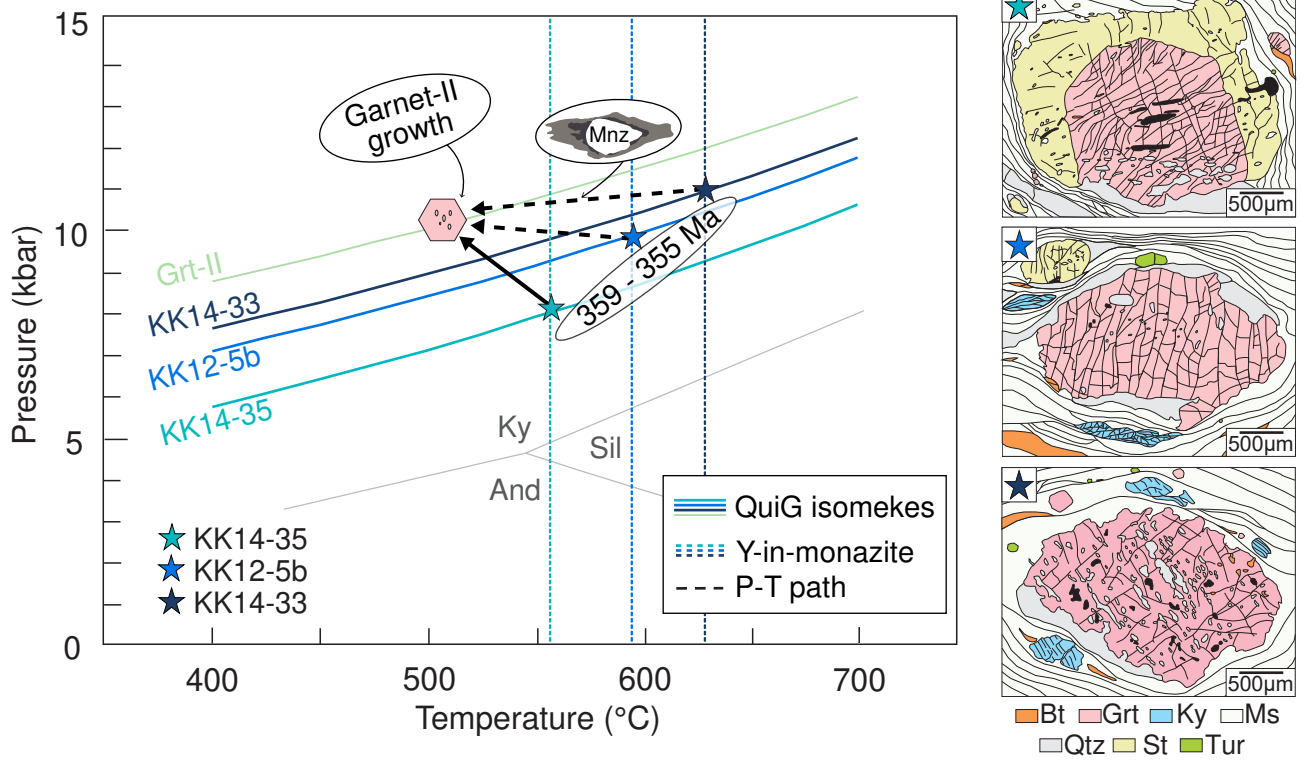 15
10
5
0
Pressure (kbar)
400
500
600
700
Temperature (°C)
Garnet-II
growth
Mnz
Grt-II
KK14-33
KK12-5b
KK14-35
359 - 355 Ma
Ky
Sil
And
KK14-35
KK12-5b
KK14-33
QuiG isomekes
Y-in-monazite
P-T path
500µm
500µm
500µm
Bt Grt Ky Ms
Qtz St Tur